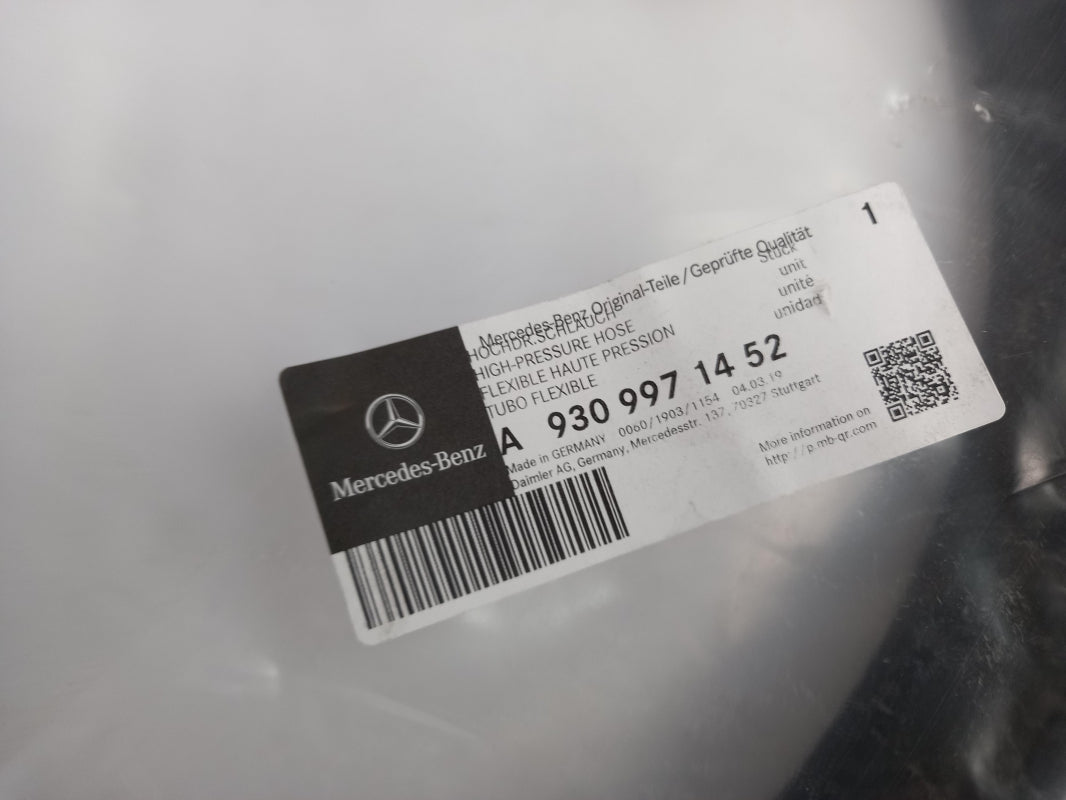 Mercedes-Benz Original-Teile/Geprüfte Qualität
1
Stück
unit
unité
unidad
HOCHDR.SCHLAUCH
HIGH-PRESSURE HOSE
FLEXIBLE HAUTE PRESSION
TUBO FLEXIBLE
A 930 997 14 52
Made in GERMANY 0060/1903/1154 04.03.19
Daimler AG, Germany, Mercedesstr. 137, 70327 Stuttgart
More information on
http://p.mb-qr.com
Mercedes-Benz